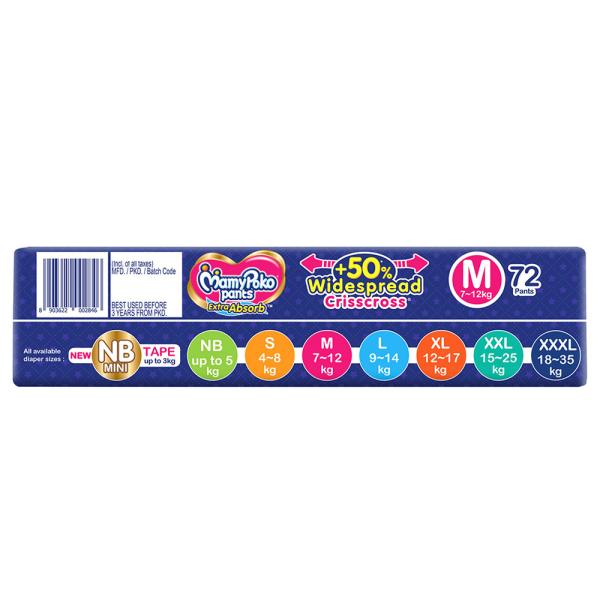 (Incl. of all taxes)
MFD. / PKD. / Batch Code
BEST USED BEFORE
3 YEARS FROM PKD.
8 903622 002846
MamyPoko
pants
Extra Absorb™
+50%
Widespread
Crisscross*
M
7~12kg
72
Pants*
All available
diaper sizes :
NEW
NB
MINI
TAPE
up to 3kg
NB
up to 5
kg
S
4~8
kg
M
7~12
kg
L
9~14
kg
XL
12~17
kg
XXL
15~25
kg
XXXL
18~35
kg